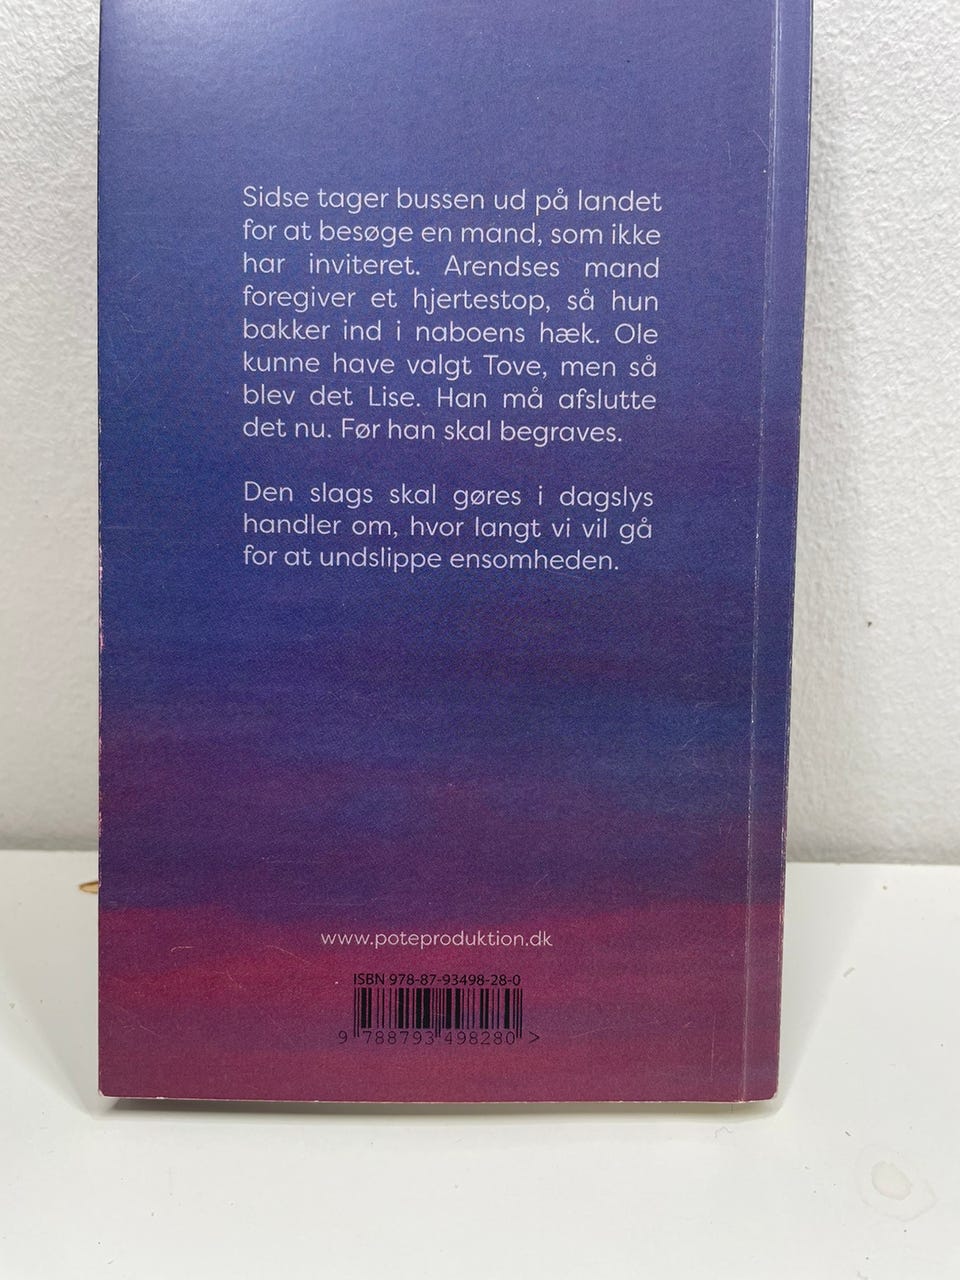 Sidse tager bussen ud på landet
for at besøge en mand, som ikke
har inviteret. Arendses mand
foregiver et hjertestop, så hun
bakker ind i naboens hæk. Ole
kunne have valgt Tove, men så
blev det Lise. Han må afslutte
det nu. Før han skal begraves.
Den slags skal gøres i dagslys
handler om, hvor langt vi vil gå
for at undslippe ensomheden.
www.poteproduktion.dk
ISBN 978-87-93498-28-0
9 788793 498280 >